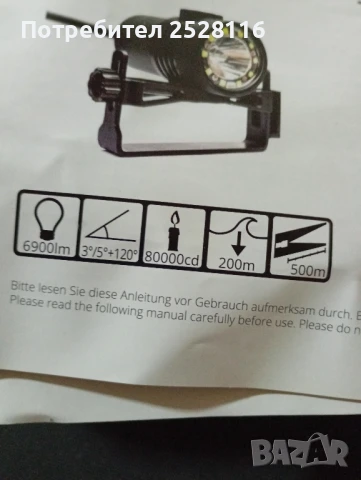 Потребител 2528116
6900lm
3°/5°+120°
80000cd
200m
500m
Bitte lesen Sie diese Anleitung vor Gebrauch aufmerksam durch. E
Please read the following manual carefully before use. Please do n
BAZAR